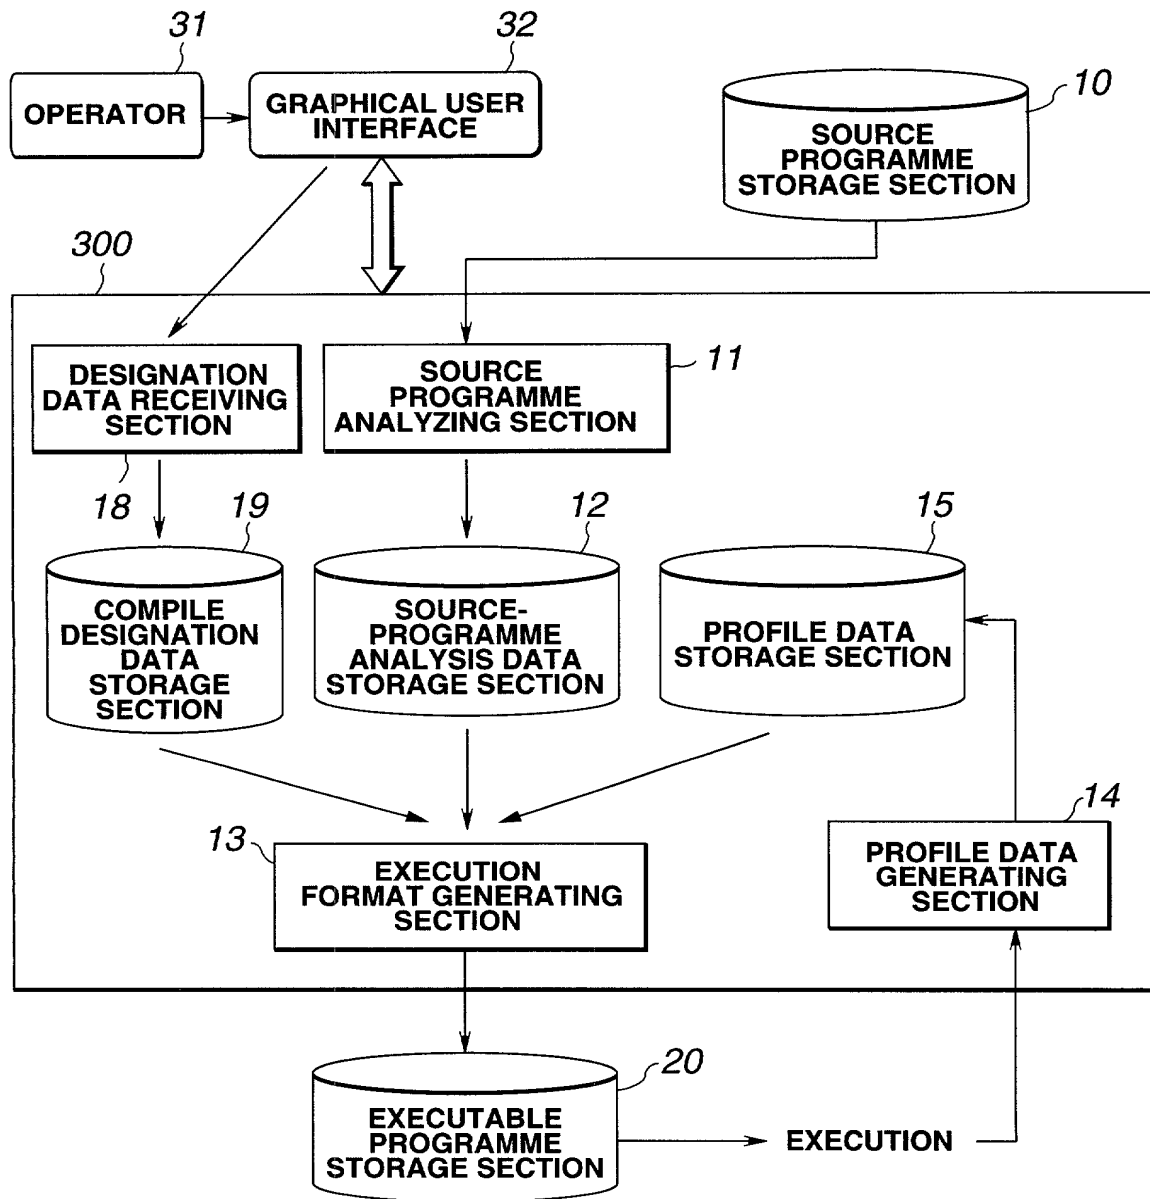 31
32
OPERATOR
GRAPHICAL USER
INTERFACE
10
SOURCE
PROGRAMME
STORAGE SECTION
300
DESIGNATION
DATA RECEIVING
SECTION
18
SOURCE
PROGRAMME
ANALYZING SECTION
11
19
COMPILE
DESIGNATION
DATA
STORAGE
SECTION
12
SOURCE-
PROGRAMME
ANALYSIS DATA
STORAGE SECTION
15
PROFILE DATA
STORAGE SECTION
13
EXECUTION
FORMAT GENERATING
SECTION
14
PROFILE DATA
GENERATING
SECTION
20
EXECUTABLE
PROGRAMME
STORAGE SECTION
EXECUTION